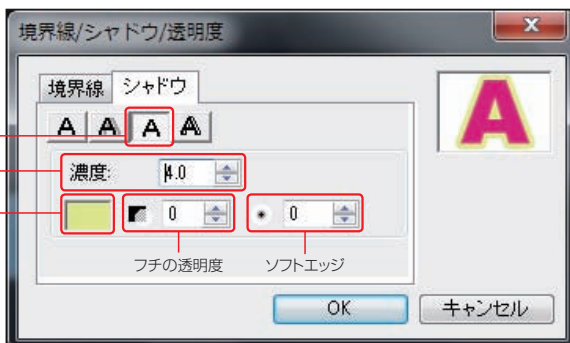 境界線/シャドウ/透明度
境界線 シャドウ
A A A A
A
濃度: 4.0
0 0
フチの透明度 ソフトエッジ
OK キャンセル